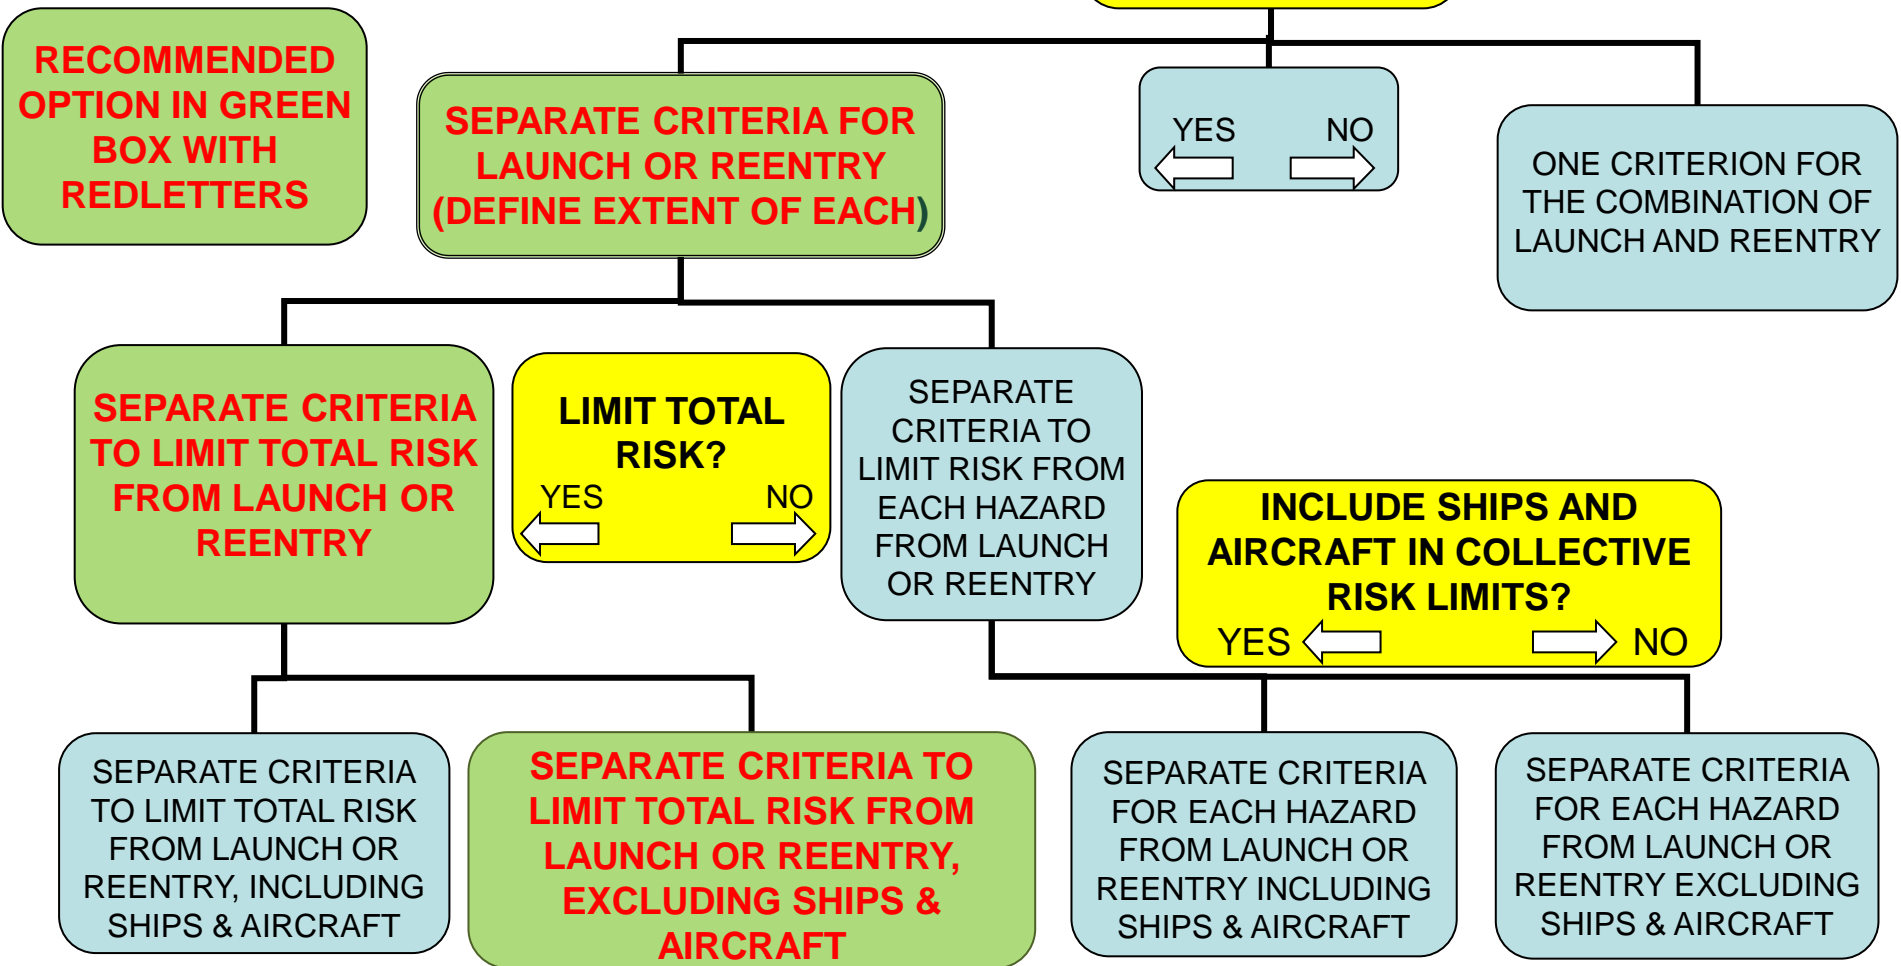 RECOMMENDED
OPTION IN GREEN
BOX WITH
REDLETTERS
SEPARATE CRITERIA FOR
LAUNCH OR REENTRY
(DEFINE EXTENT OF EACH)
YES NO
ONE CRITERION FOR
THE COMBINATION OF
LAUNCH AND REENTRY
SEPARATE CRITERIA
TO LIMIT TOTAL RISK
FROM LAUNCH OR
REENTRY
LIMIT TOTAL
RISK?
YES NO
SEPARATE
CRITERIA TO
LIMIT RISK FROM
EACH HAZARD
FROM LAUNCH
OR REENTRY
INCLUDE SHIPS AND
AIRCRAFT IN COLLECTIVE
RISK LIMITS?
YES NO
SEPARATE CRITERIA
TO LIMIT TOTAL RISK
FROM LAUNCH OR
REENTRY, INCLUDING
SHIPS & AIRCRAFT
SEPARATE CRITERIA TO
LIMIT TOTAL RISK FROM
LAUNCH OR REENTRY,
EXCLUDING SHIPS &
AIRCRAFT
SEPARATE CRITERIA
FOR EACH HAZARD
FROM LAUNCH OR
REENTRY INCLUDING
SHIPS & AIRCRAFT
SEPARATE CRITERIA
FOR EACH HAZARD
FROM LAUNCH OR
REENTRY EXCLUDING
SHIPS & AIRCRAFT